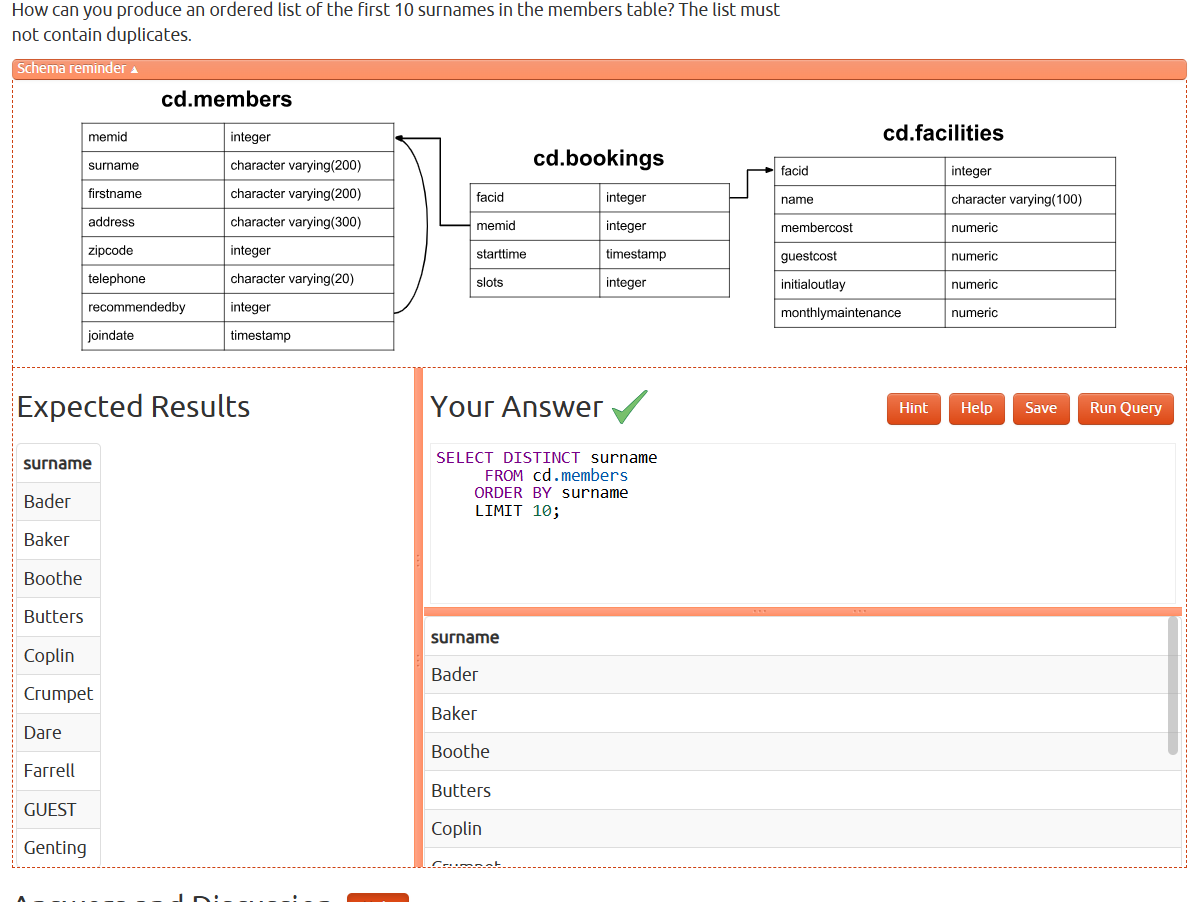 How can you produce an ordered list of the first 10 surnames in the members table? The list must
not contain duplicates.
Schema reminder ▲
cd.members
memid integer
surname character varying(200)
firstname character varying(200)
address character varying(300)
zipcode integer
telephone character varying(20)
recommendedby integer
joindate timestamp
cd.bookings
facid integer
memid integer
starttime timestamp
slots integer
cd.facilities
facid integer
name character varying(100)
membercost numeric
guestcost numeric
initialoutlay numeric
monthlymaintenance numeric
Expected Results
surname
Bader
Baker
Boothe
Butters
Coplin
Crumpet
Dare
Farrell
GUEST
Genting
Your Answer
Hint Help Save Run Query
SELECT DISTINCT surname
FROM cd.members
ORDER BY surname
LIMIT 10;
surname
Bader
Baker
Boothe
Butters
Coplin
Crumpet
Answers and Discussion